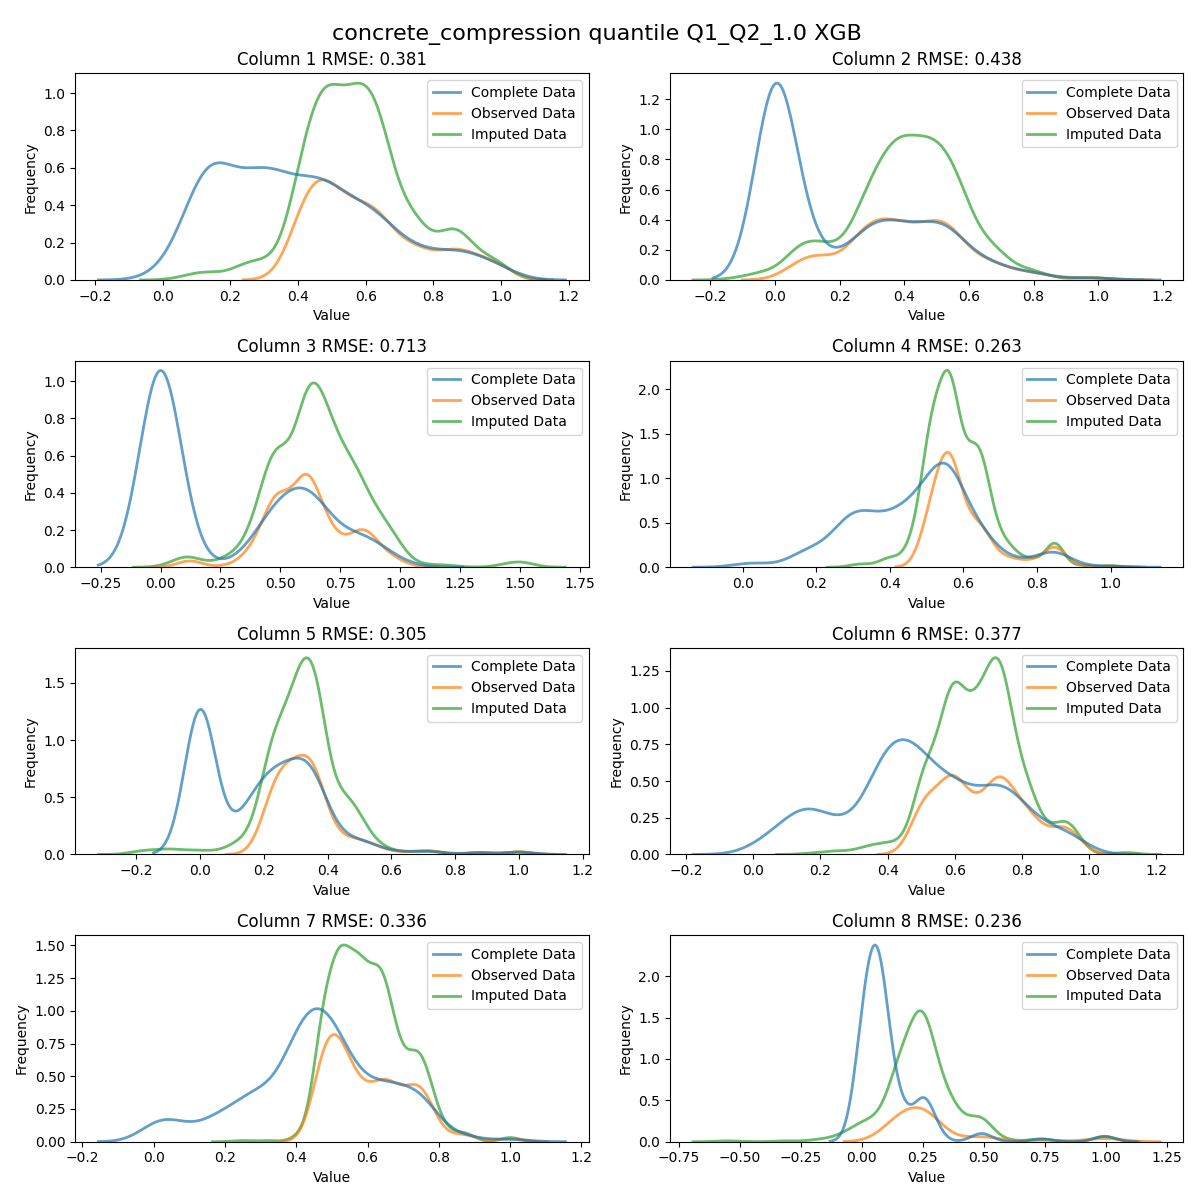 concrete_compression quantile Q1_Q2_1.0 XGB
Column 1 RMSE: 0.381
Frequency
1.0
0.8
0.6
0.4
0.2
0.0
Complete Data
Observed Data
Imputed Data
−0.2 0.0 0.2 0.4 0.6 0.8 1.0 1.2
Value
Column 2 RMSE: 0.438
Frequency
1.2
1.0
0.8
0.6
0.4
0.2
0.0
Complete Data
Observed Data
Imputed Data
−0.2 0.0 0.2 0.4 0.6 0.8 1.0 1.2
Value
Column 3 RMSE: 0.713
Frequency
1.0
0.8
0.6
0.4
0.2
0.0
Complete Data
Observed Data
Imputed Data
−0.25 0.00 0.25 0.50 0.75 1.00 1.25 1.50 1.75
Value
Column 4 RMSE: 0.263
Frequency
2.0
1.5
1.0
0.5
0.0
Complete Data
Observed Data
Imputed Data
0.0 0.2 0.4 0.6 0.8 1.0
Value
Column 5 RMSE: 0.305
Frequency
1.5
1.0
0.5
0.0
Complete Data
Observed Data
Imputed Data
−0.2 0.0 0.2 0.4 0.6 0.8 1.0 1.2
Value
Column 6 RMSE: 0.377
Frequency
1.25
1.00
0.75
0.50
0.25
0.00
Complete Data
Observed Data
Imputed Data
−0.2 0.0 0.2 0.4 0.6 0.8 1.0 1.2
Value
Column 7 RMSE: 0.336
Frequency
1.50
1.25
1.00
0.75
0.50
0.25
0.00
Complete Data
Observed Data
Imputed Data
−0.2 0.0 0.2 0.4 0.6 0.8 1.0 1.2
Value
Column 8 RMSE: 0.236
Frequency
2.0
1.5
1.0
0.5
0.0
Complete Data
Observed Data
Imputed Data
−0.75 −0.50 −0.25 0.00 0.25 0.50 0.75 1.00 1.25
Value